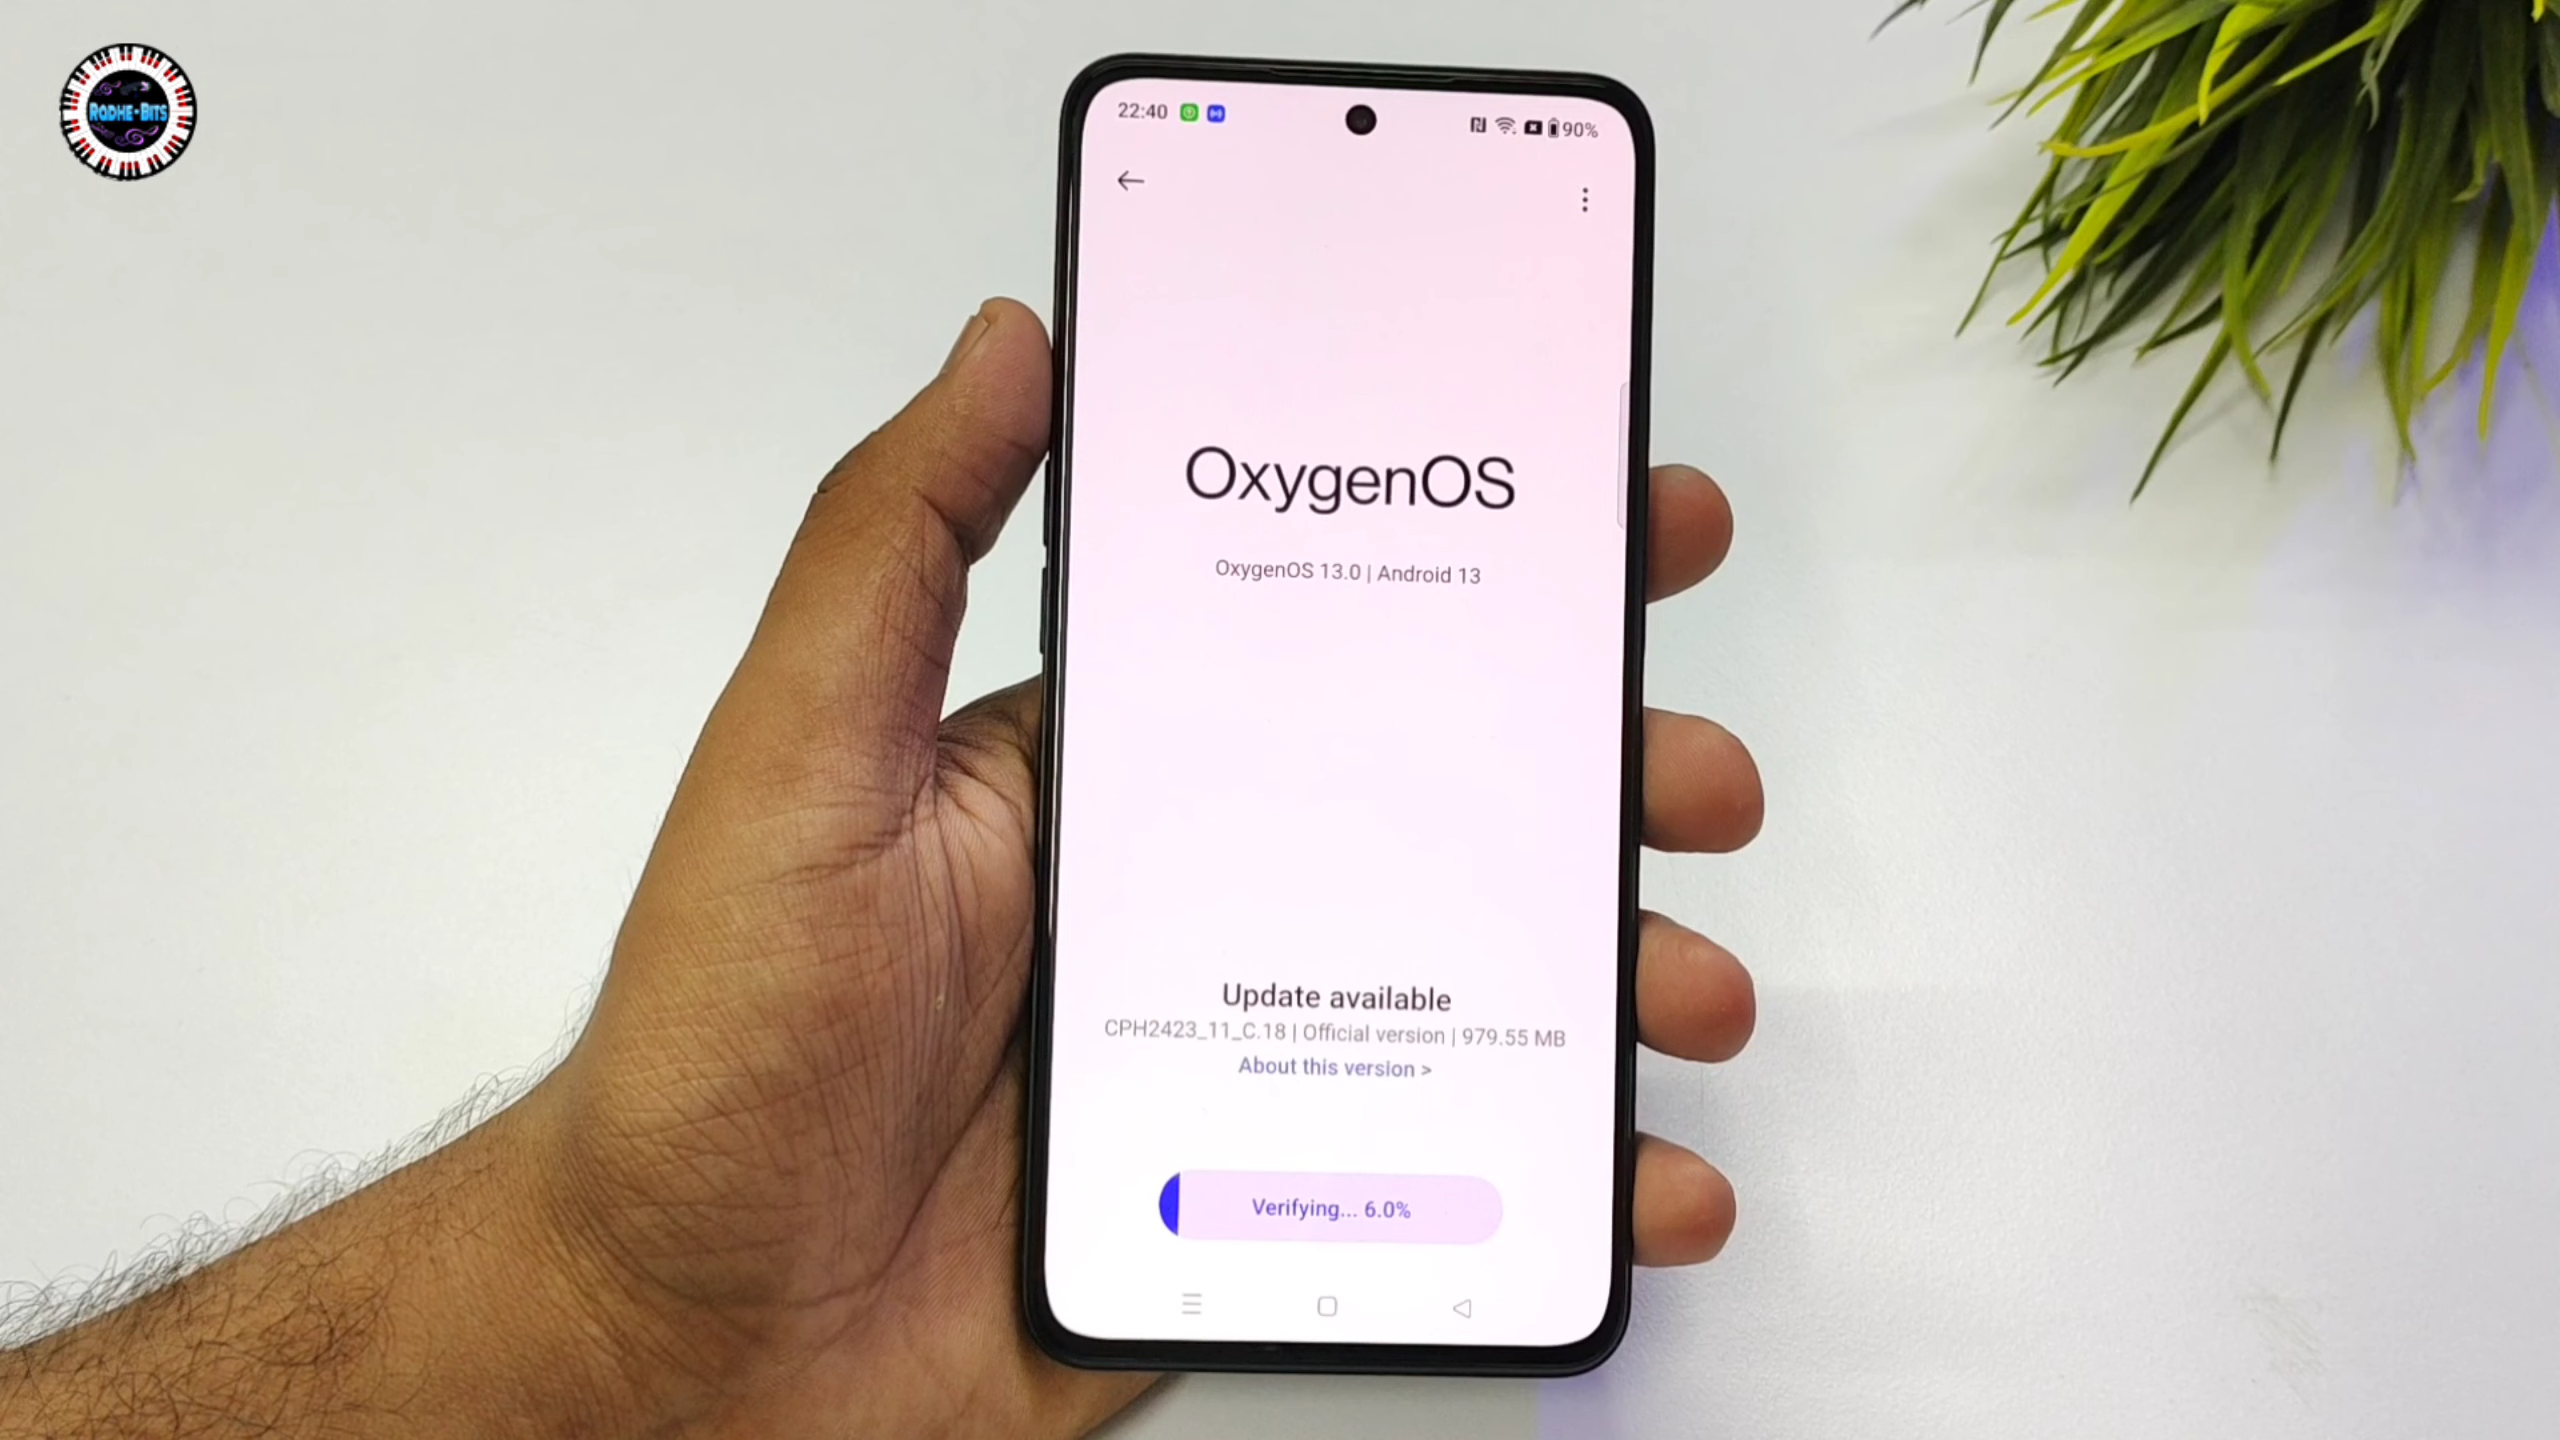 RADHE-BITS
22:40
90%
OxygenOS
OxygenOS 13.0 | Android 13
Update available
CPH2423_11_C.18 | Official version | 979.55 MB
About this version >
Verifying... 6.0%